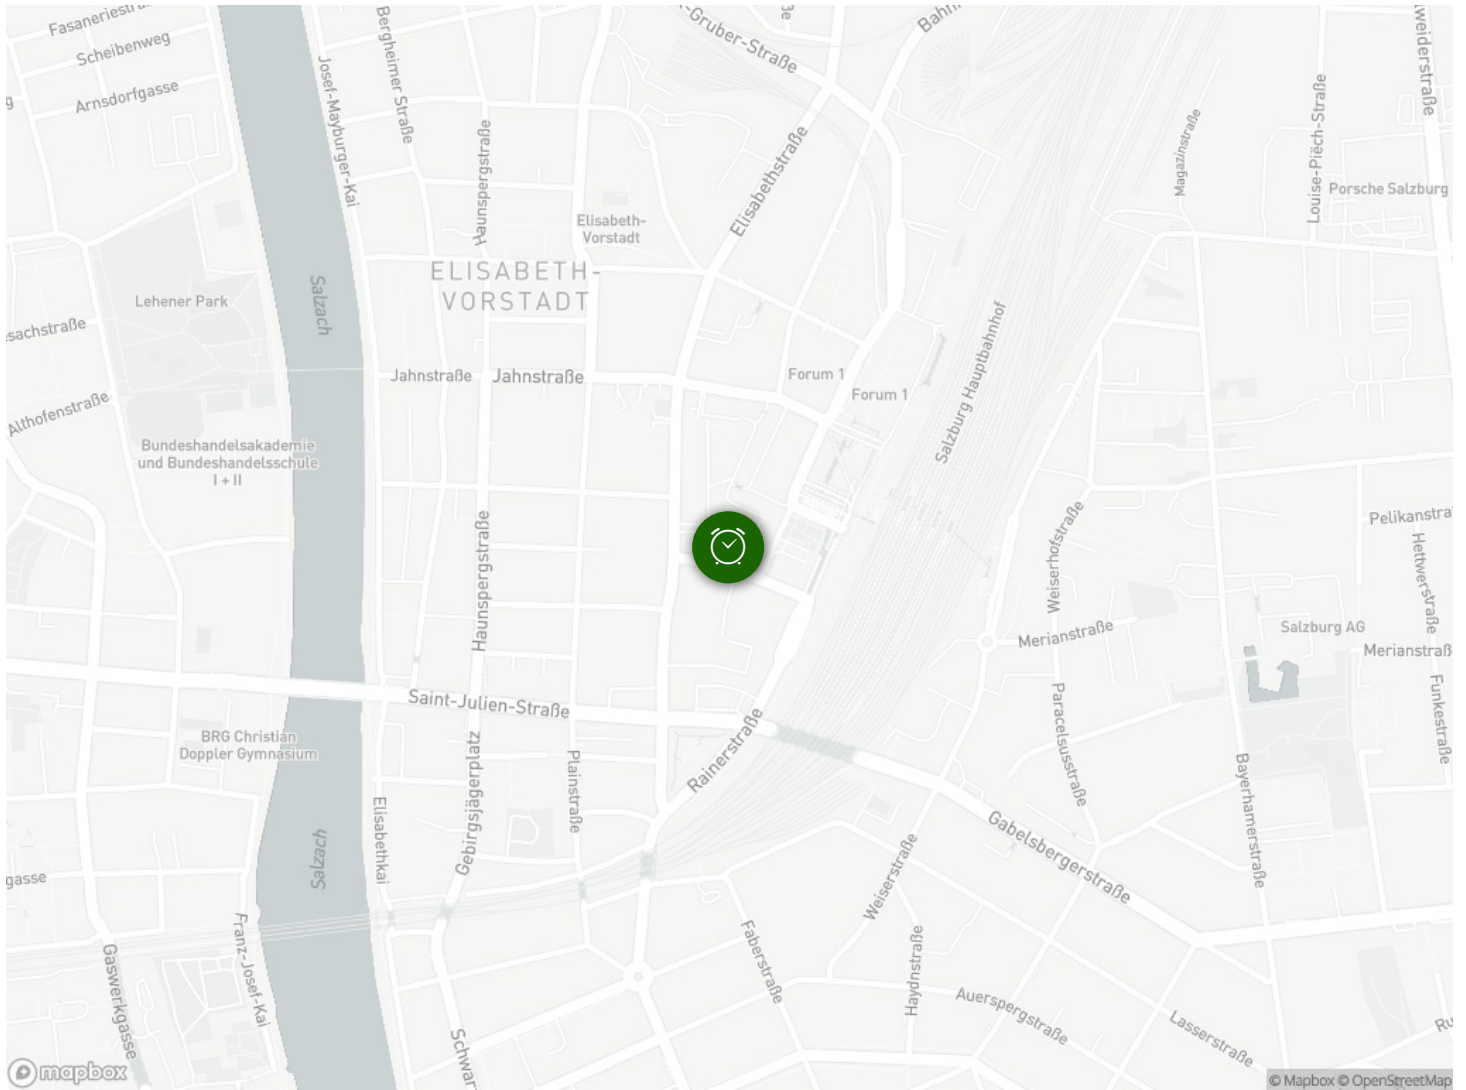 Fasaneriestr
Scheibenweg
Arnsdorfgasse
Josef-Mayburger-Kai
Bergheimer Straße
Haunspergstraße
-Gruber-Straße
Bahn
Elisabethstraße
Elisabeth-
Vorstadt
ELISABETH-
VORSTADT
Magazinstraße
Louise-Piëch-Straße
weiderstraße
Porsche Salzburg
Lehener Park
Salzach
sachstraße
Althofenstraße
Jahnstraße
Jahnstraße
Forum 1
Forum 1
Salzburg Hauptbahnhof
Bundeshandelsakademie
und Bundeshandelsschule
I + II
Haunspergstraße
Weiserhofstraße
Pelikanstra
Hettwerstraße
Merianstraße
Salzburg AG
Merianstraß
Funkestraße
Saint-Julien-Straße
Rainerstraße
Paracelsusstraße
BRG Christian
Doppler Gymnasium
Gebirgsjägerplatz
Plainstraße
Elisabethkai
Salzach
Bayerhamerstraße
Gabelsbergerstraße
Weiserstraße
gasse
Gaswerkgasse
Franz-Josef-Kai
Faberstraße
Haydnstraße
Auerspergstraße
Lasserstraße
Schwar
Ru
mapbox
© Mapbox © OpenStreetMap